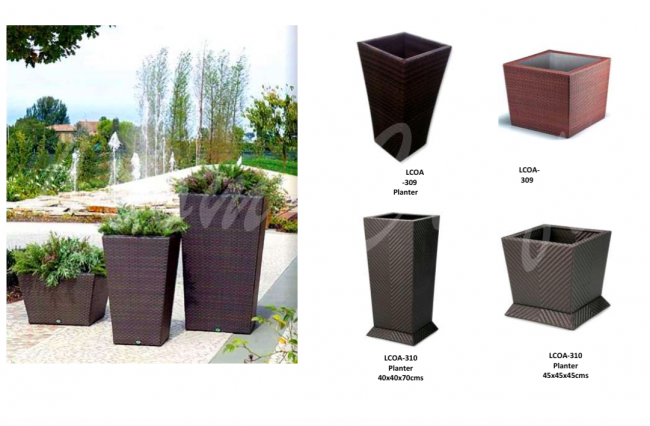 LCOA
-309
Planter
LCOA-
309
LCOA-310
Planter
40x40x70cms
LCOA-310
Planter
45x45x45cms